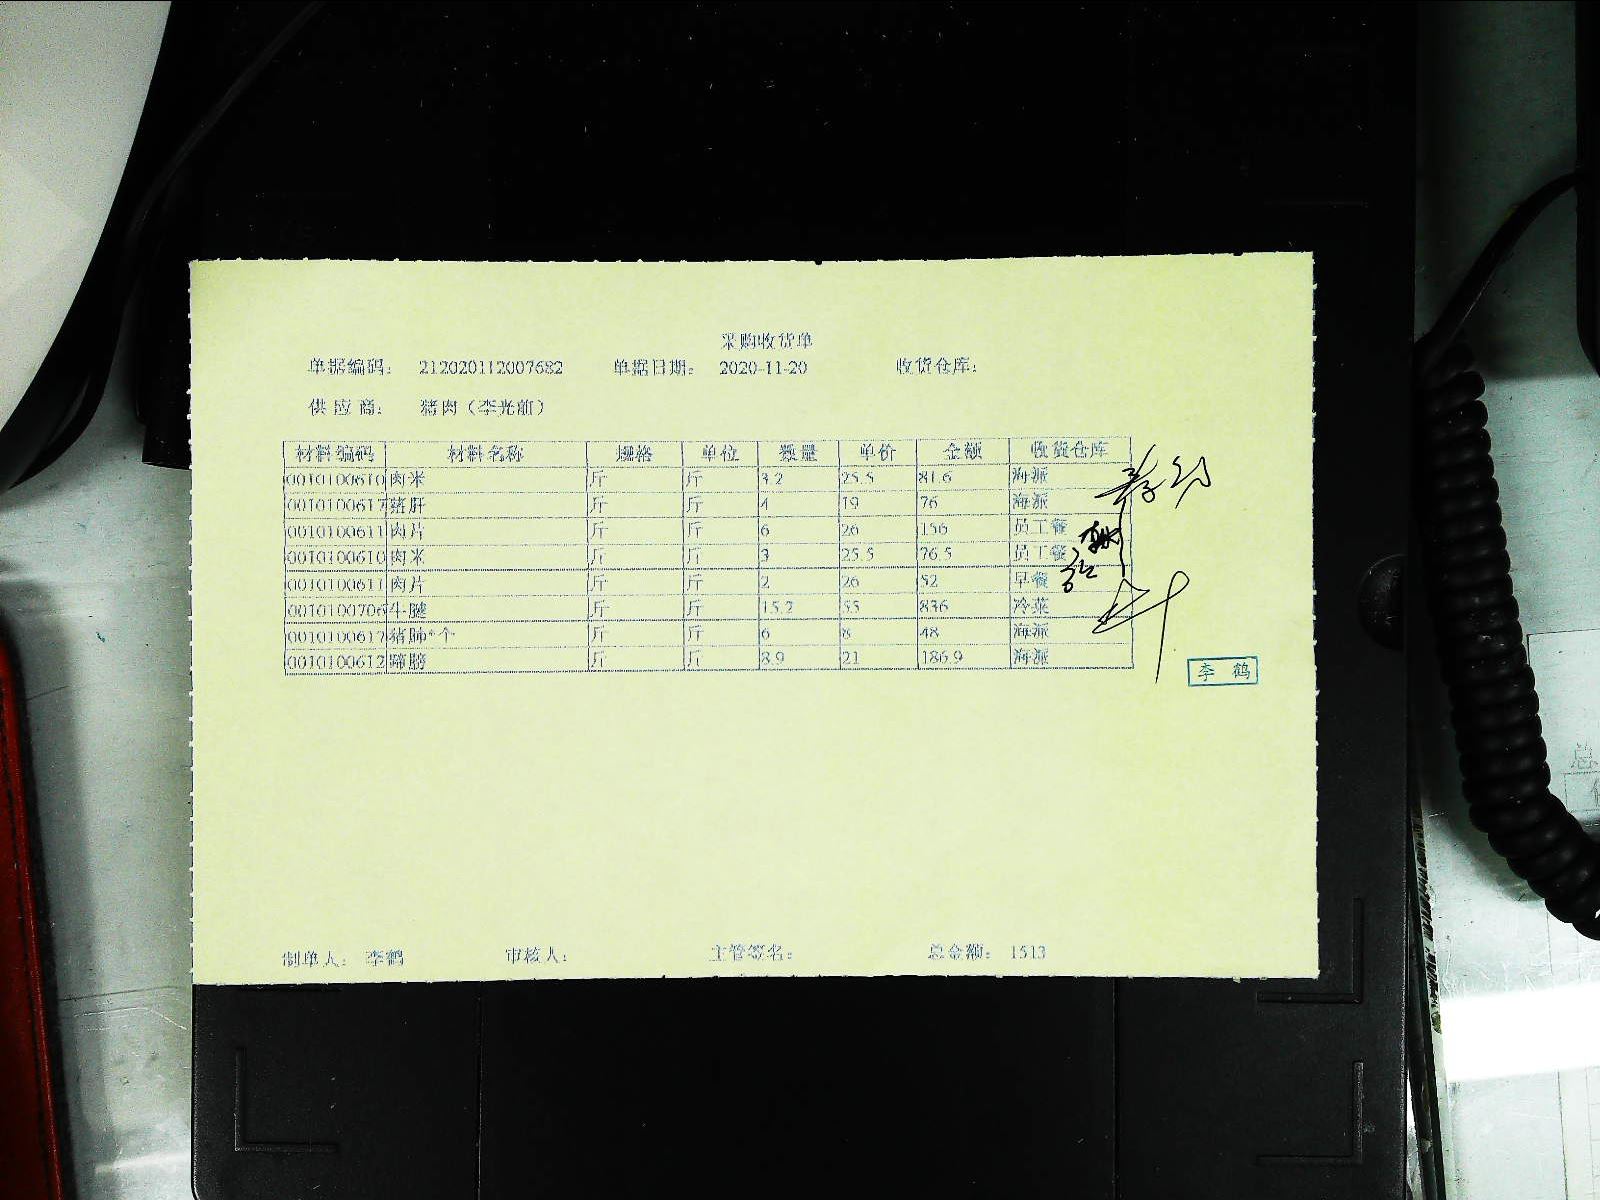 采购收货单
单据编码： 212020112007682 单据日期： 2020-11-20 收货仓库：
供应商： 猪肉（李光前）
材料编码 材料名称 规格 单位 数量 单价 金额 收货仓库
0010100610 肉米 斤 斤 3.2 25.5 81.6 海派
0010100617 猪肝 斤 斤 4 19 76 海派
0010100611 肉片 斤 斤 6 26 156 员工餐
0010100610 肉米 斤 斤 3 25.5 76.5 员工餐
0010100611 肉片 斤 斤 2 26 52 早餐
0010100706 牛腱 斤 斤 15.2 55 836 冷菜
0010100617 猪肺*个 斤 斤 6 8 48 海派
0010100612 蹄膀 斤 斤 8.9 21 186.9 海派
李 鹤
制单人： 李鹤 审核人： 主管签名： 总金额： 1513
总